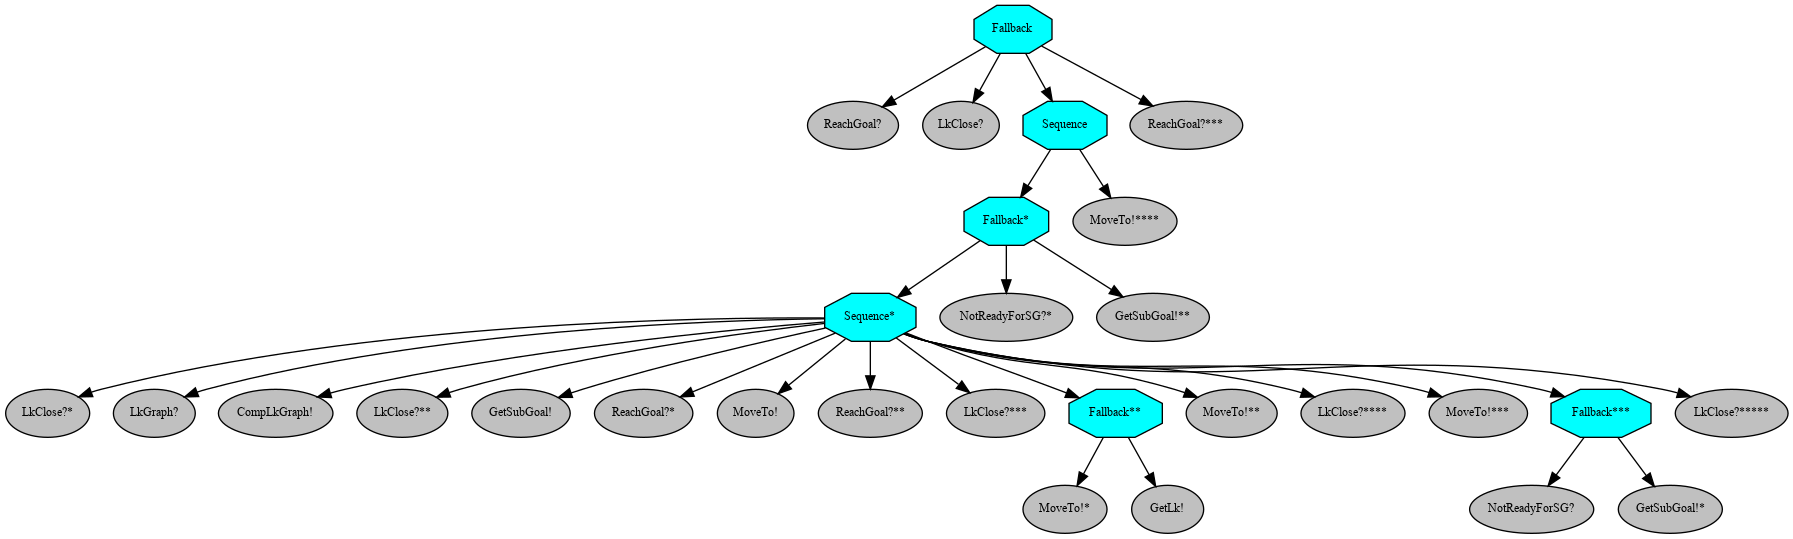 Fallback
ReachGoal?
LkClose?
Sequence
ReachGoal?***
Fallback*
MoveTo!****
Sequence*
NotReadyForSG?*
GetSubGoal!**
LkClose?*
LkGraph?
CompLkGraph!
LkClose?**
GetSubGoal!
ReachGoal?*
MoveTo!
ReachGoal?**
LkClose?***
Fallback**
MoveTo!**
LkClose?****
MoveTo!***
Fallback***
LkClose?*****
MoveTo!*
GetLk!
NotReadyForSG?
GetSubGoal!*